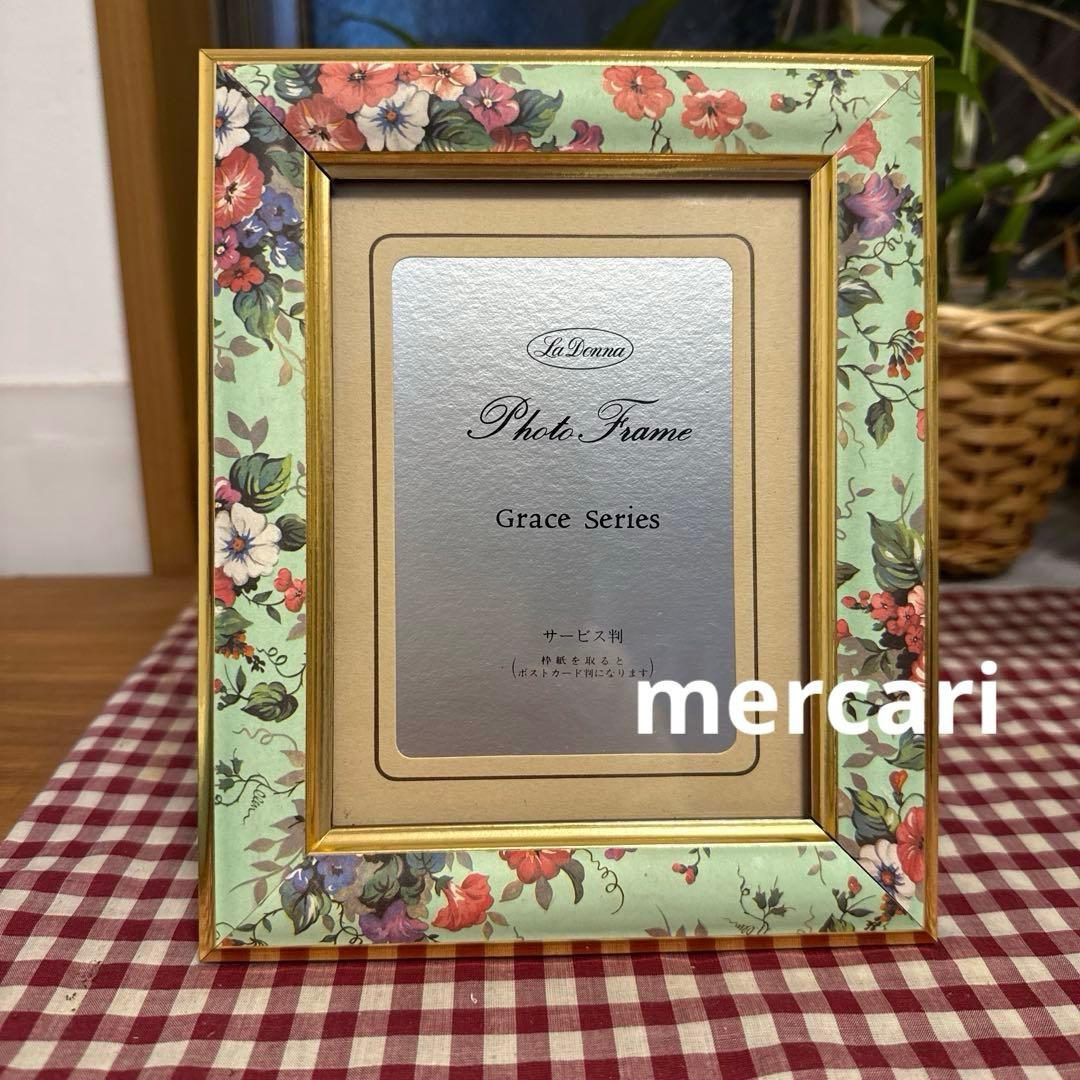 La Donna
Photo Frame
Grace Series
サービス判
(枠紙を取ると
ポストカード判になります)
mercari